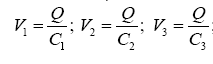 V₁ = Q/C₁; V₂ = Q/C₂; V₃ = Q/C₃;